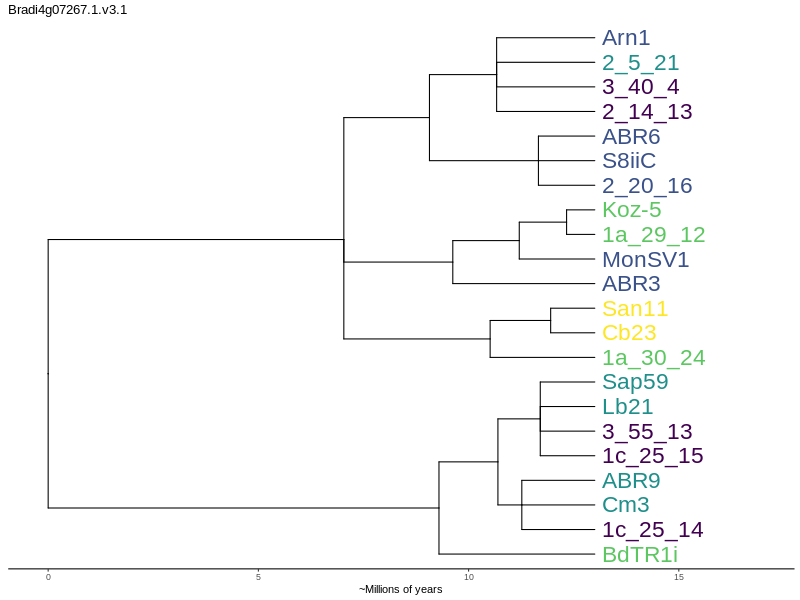 Bradi4g07267.1.v3.1
Arn1
2_5_21
3_40_4
2_14_13
ABR6
S8iiC
2_20_16
Koz-5
1a_29_12
MonSV1
ABR3
San11
Cb23
1a_30_24
Sap59
Lb21
3_55_13
1c_25_15
ABR9
Cm3
1c_25_14
BdTR1i
0 5 10 15
~Millions of years